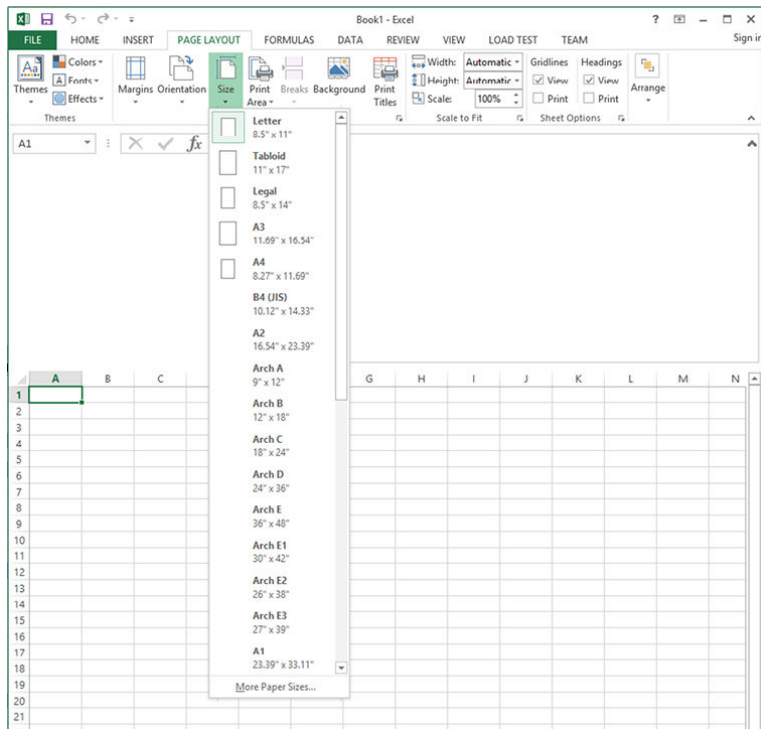 Book1 - Excel
?
FILE HOME INSERT PAGE LAYOUT FORMULAS DATA REVIEW VIEW LOAD TEST TEAM Sign in
Aa Colors Width: Automatic Gridlines Headings
A Fonts Height: Automatic View View
Themes Effects Margins Orientation Size Print Area Breaks Background Print Titles Scale: 100% Print Print Arrange
Themes Scale to Fit Sheet Options
A1 fx
Letter
8.5" x 11"
Tabloid
11" x 17"
Legal
8.5" x 14"
A3
11.69" x 16.54"
A4
8.27" x 11.69"
B4 (JIS)
10.12" x 14.33"
A2
16.54" x 23.39"
Arch A
9" x 12"
Arch B
12" x 18"
Arch C
18" x 24"
Arch D
24" x 36"
Arch E
36" x 48"
Arch E1
30" x 42"
Arch E2
26" x 38"
Arch E3
27" x 39"
A1
23.39" x 33.11"
More Paper Sizes...
A B C G H I J K L M N
1
2
3
4
5
6
7
8
9
10
11
12
13
14
15
16
17
18
19
20
21